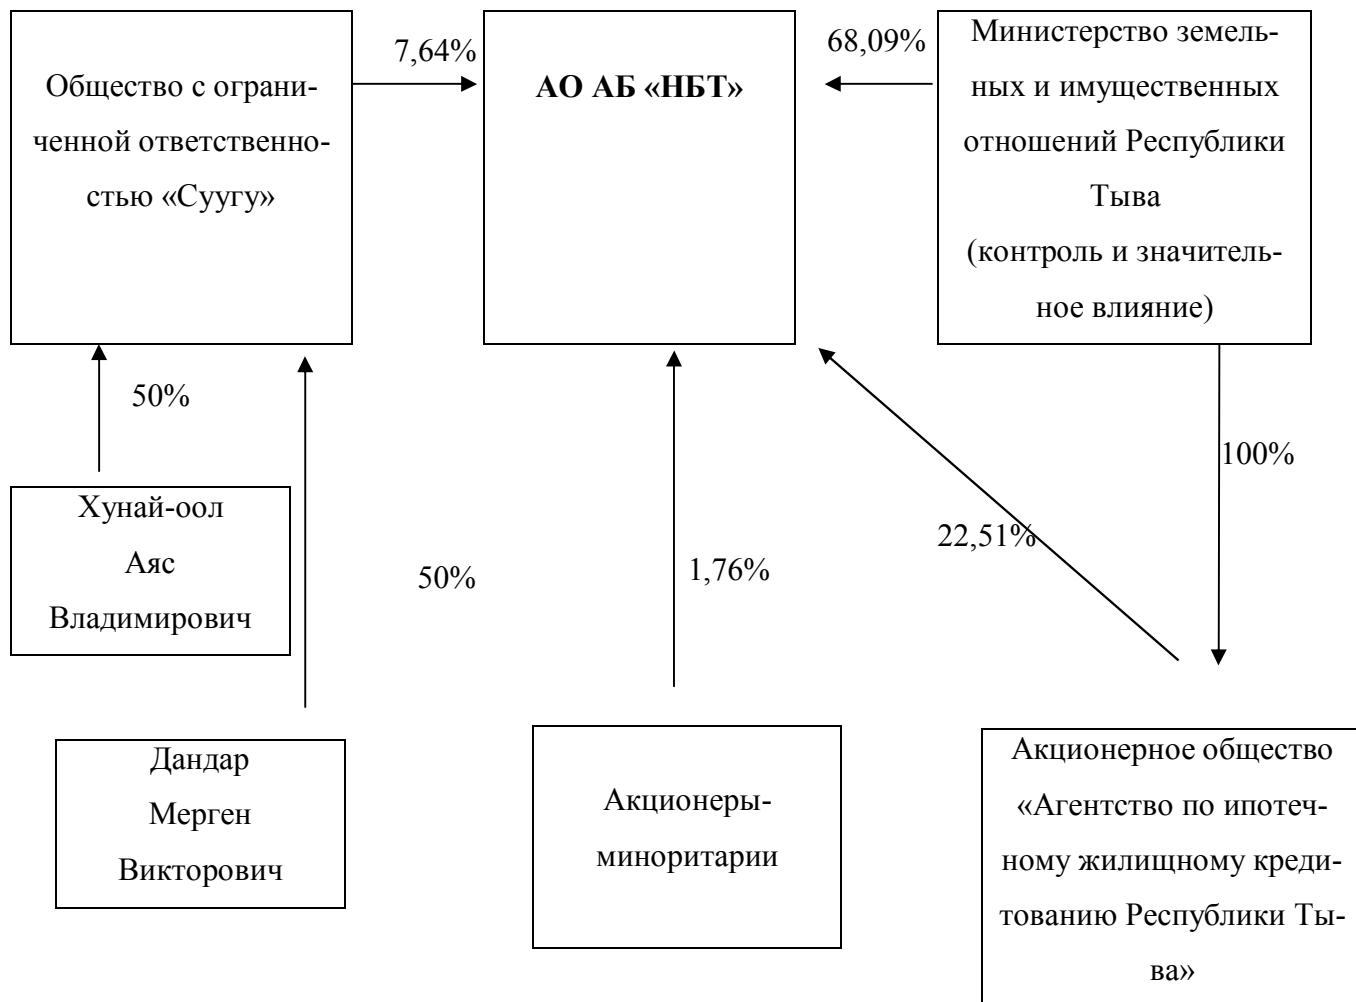 Общество с ограни-
ченной ответственно-
стью «Суугу»
7,64%
АО АБ «НБТ»
68,09%
Министерство земель-
ных и имущественных
отношений Республики
Тыва
(контроль и значитель-
ное влияние)
50%
100%
Хунай-оол
Аяс
Владимирович
50%
1,76%
22,51%
Дандар
Мерген
Викторович
Акционеры-
миноритарии
Акционерное общество
«Агентство по ипотеч-
ному жилищному креди-
тованию Республики Ты-
ва»